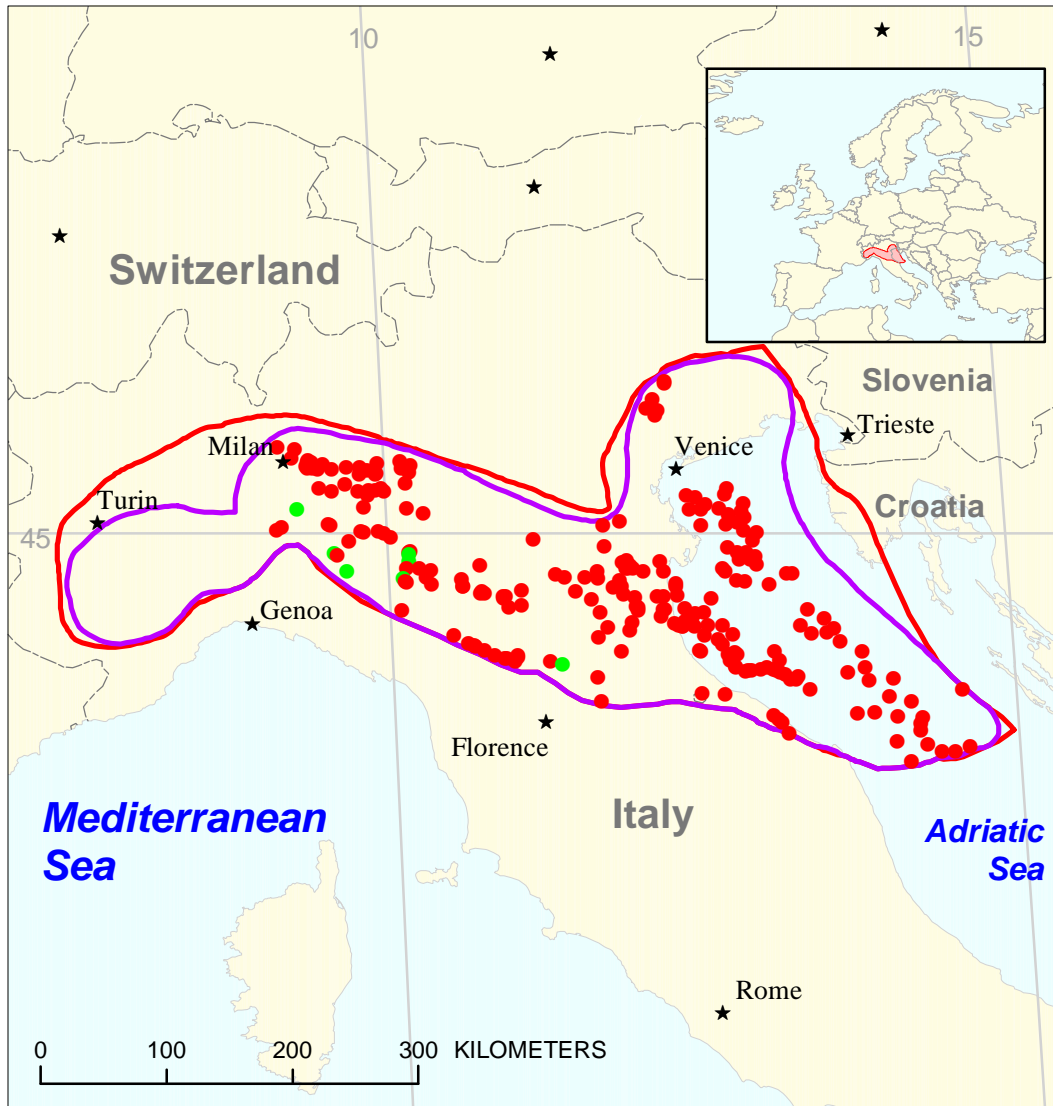 10
15
Switzerland
Slovenia
Trieste
Milan
Venice
Croatia
Turin
45
Genoa
Florence
Mediterranean
Sea
Italy
Adriatic
Sea
Rome
0 100 200 300 KILOMETERS